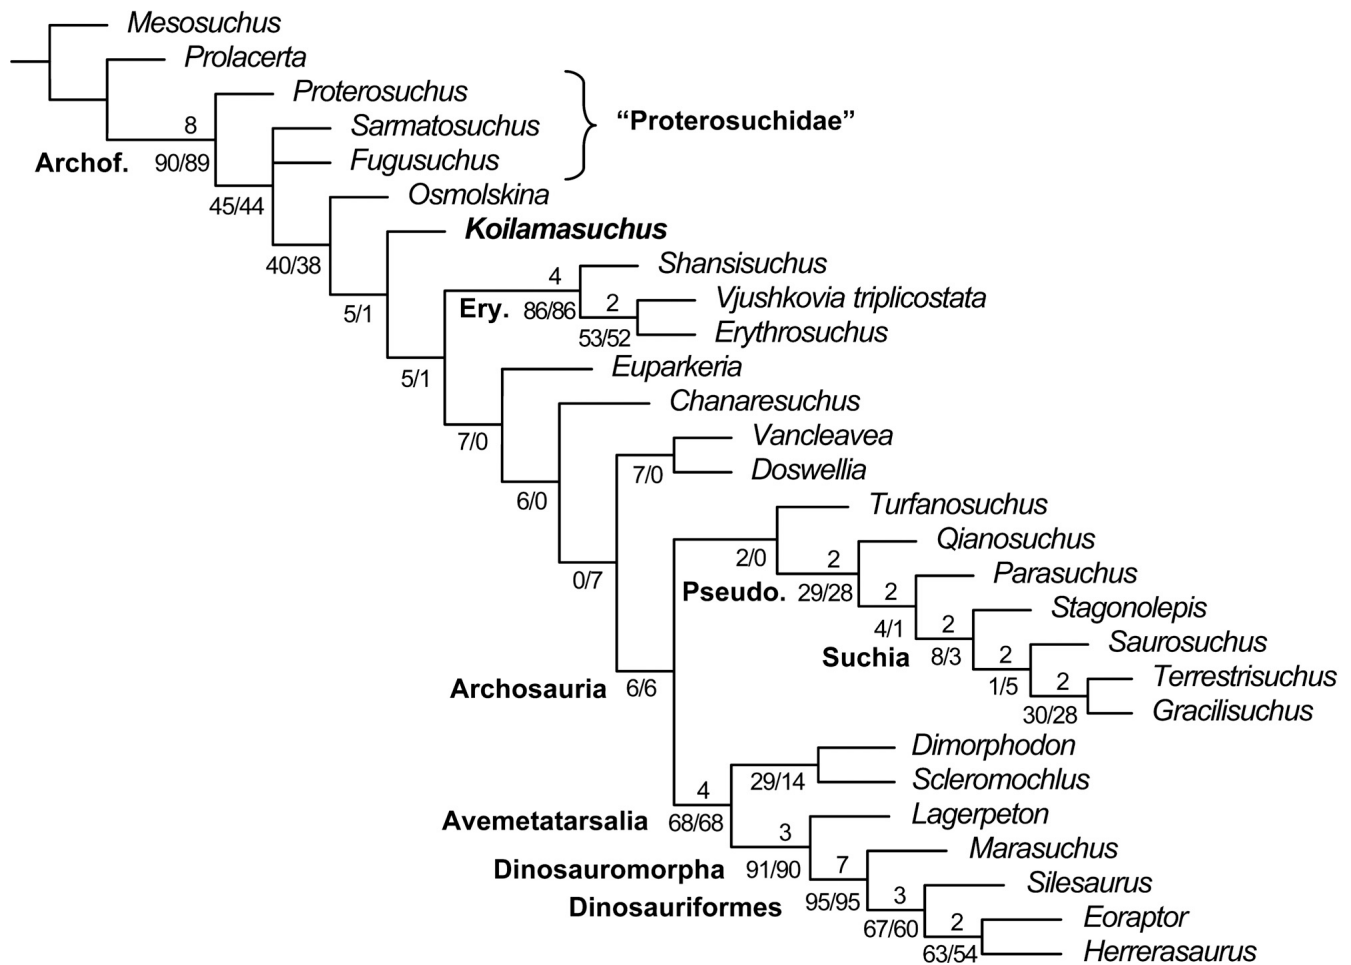 Mesosuchus
Prolacerta
Proterosuchus
8
Sarmatosuchus
“Proterosuchidae”
Archof.
90/89
Fugusuchus
45/44
Osmolskina
Koilamasuchus
40/38
Shansisuchus
4
Ery.
86/86
2
Vjushkovia triplicostata
5/1
53/52
Erythrosuchus
Euparkeria
5/1
Chanaresuchus
7/0
Vancleavea
7/0
Doswellia
6/0
Turfanosuchus
Qianosuchus
2/0
2
0/7
Parasuchus
Pseudo.
29/28
2
Stagonolepis
4/1
2
Saurosuchus
Suchia
8/3
2
Terrestrisuchus
Archosauria
6/6
1/5
2
30/28
Gracilisuchus
Dimorphodon
29/14
Scleromochlus
4
Avemetatarsalia
68/68
Lagerpeton
3
Marasuchus
Dinosauromorpha
91/90
7
Silesaurus
Dinosauriformes
95/95
3
Eoraptor
67/60
2
63/54
Herrerasaurus